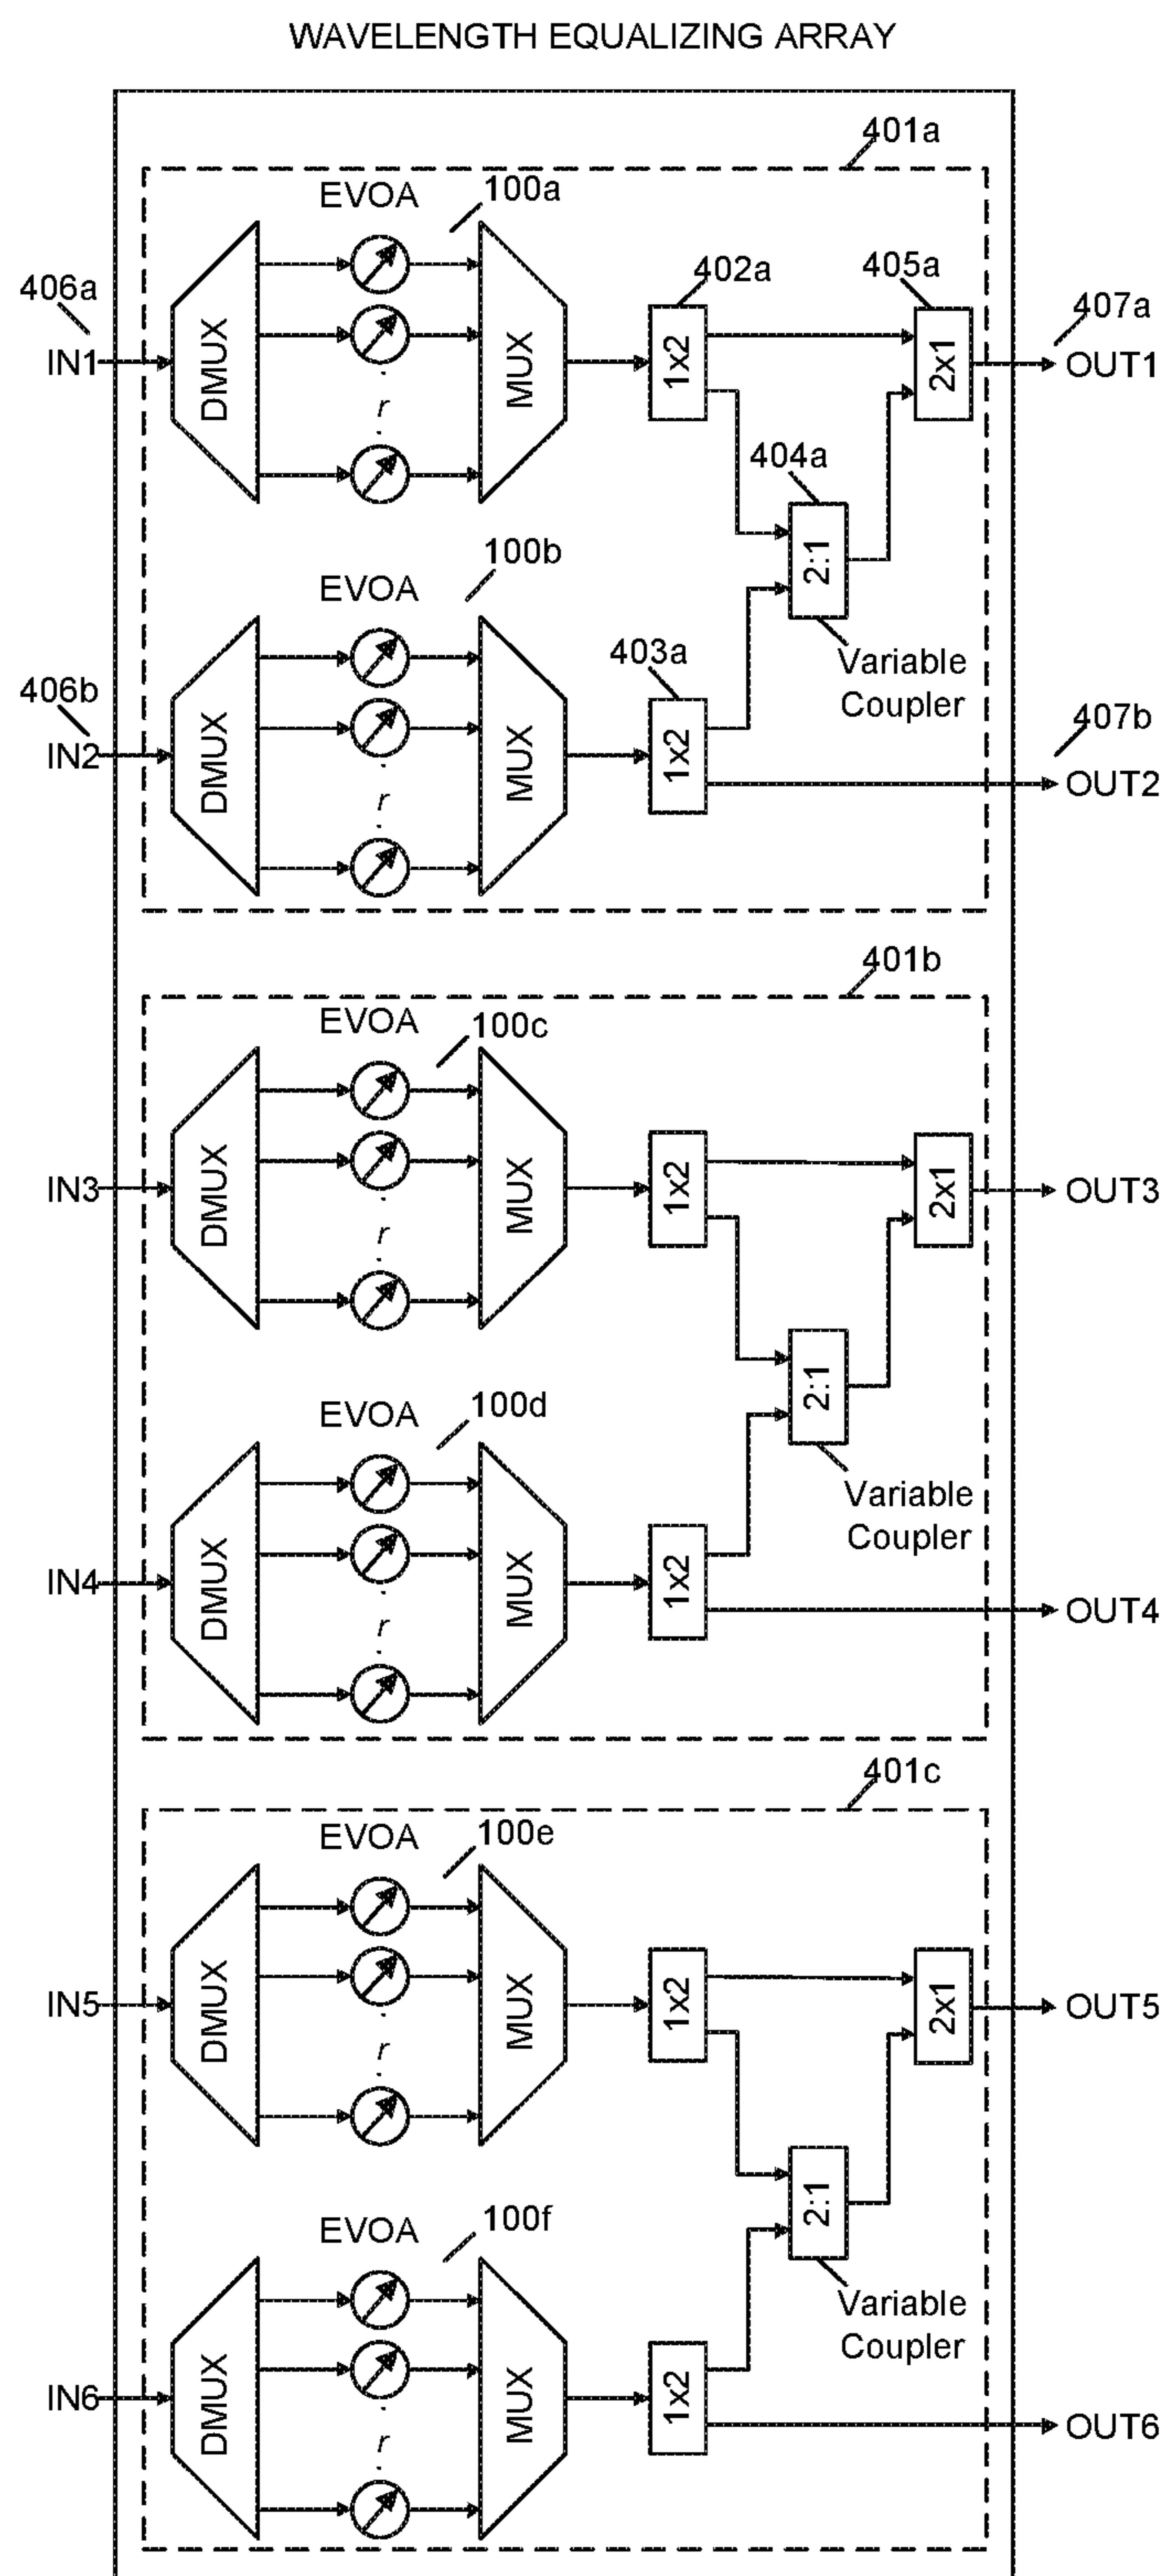 WAVELENGTH EQUALIZING ARRAY
401a
EVOA
100a
402a
405a
406a
407a
IN1
DMUX
r
MUX
1x2
2x1
OUT1
404a
2:1
Variable
Coupler
EVOA
100b
403a
406b
407b
IN2
DMUX
r
MUX
1x2
OUT2
401b
EVOA
100c
IN3
DMUX
r
MUX
1x2
2x1
OUT3
2:1
Variable
Coupler
EVOA
100d
IN4
DMUX
r
MUX
1x2
OUT4
401c
EVOA
100e
IN5
DMUX
r
MUX
1x2
2x1
OUT5
2:1
Variable
Coupler
EVOA
100f
IN6
DMUX
r
MUX
1x2
OUT6